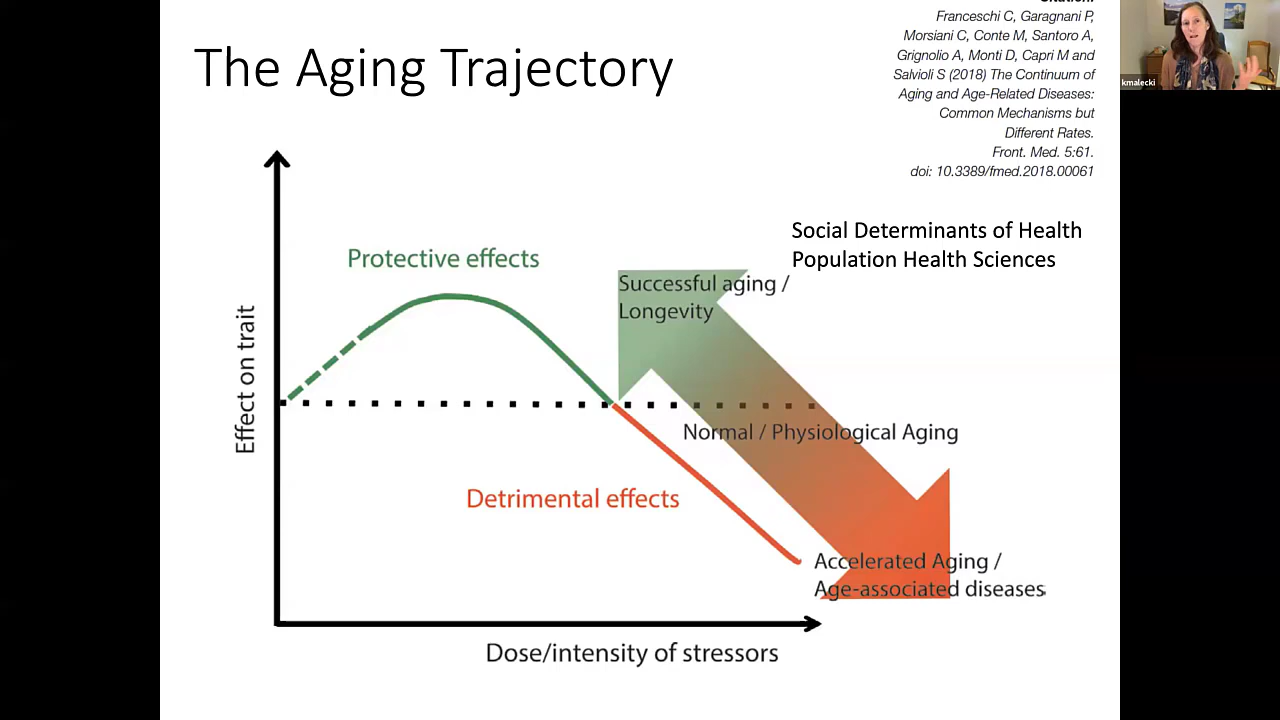 The Aging Trajectory
Citation:
Franceschi C, Garagnani P,
Morsiani C, Conte M, Santoro A,
Grignolio A, Monti D, Capri M and
Salvioli S (2018) The Continuum of
Aging and Age-Related Diseases:
Common Mechanisms but
Different Rates.
Front. Med. 5:61.
doi: 10.3389/fmed.2018.00061
kmalecki
Social Determinants of Health
Population Health Sciences
Protective effects
Successful aging /
Longevity
Effect on trait
Normal / Physiological Aging
Detrimental effects
Accelerated Aging /
Age-associated diseases
Dose/intensity of stressors